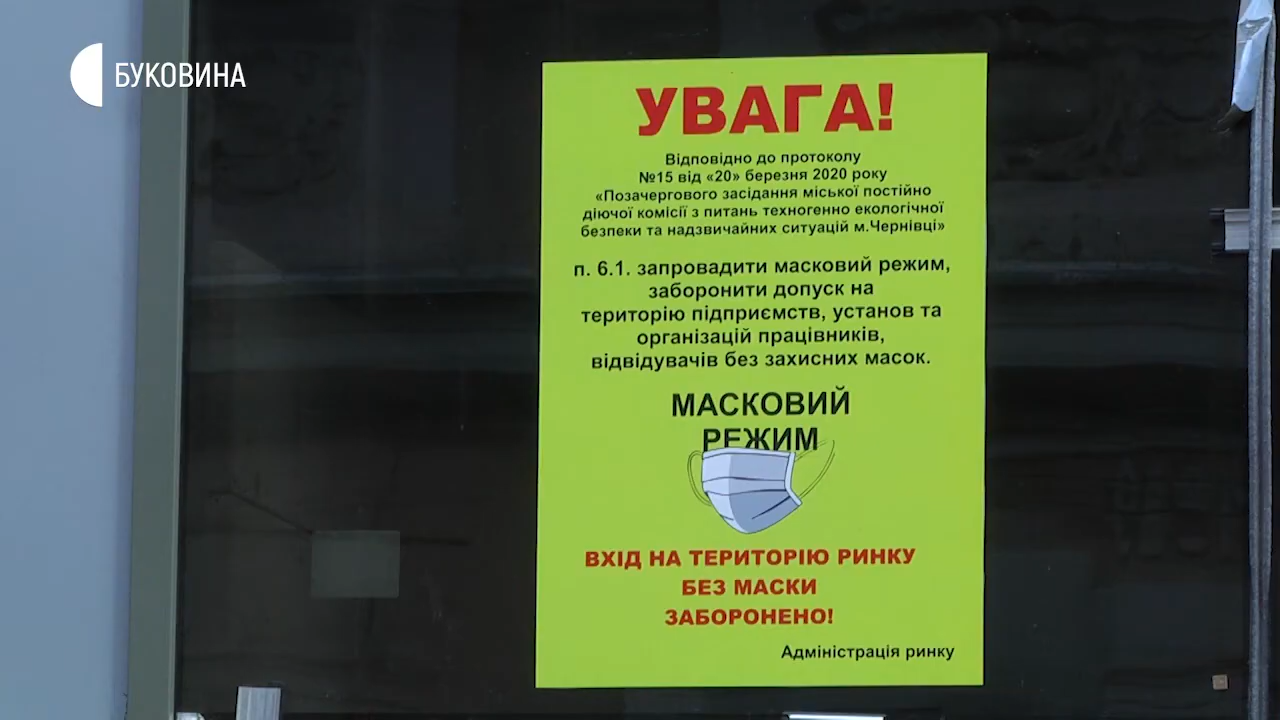 БУКОВИНА
УВАГА!
Відповідно до протоколу
№15 від «20» березня 2020 року
«Позачергового засідання міської постійно
діючої комісії з питань техногенно екологічної
безпеки та надзвичайних ситуацій м.Чернівці»
п. 6.1. запровадити масковий режим,
заборонити допуск на
територію підприємств, установ та
організацій працівників,
відвідувачів без захисних масок.
МАСКОВИЙ
РЕЖИМ
ВХІД НА ТЕРИТОРІЮ РИНКУ
БЕЗ МАСКИ
ЗАБОРОНЕНО!
Адміністрація ринку